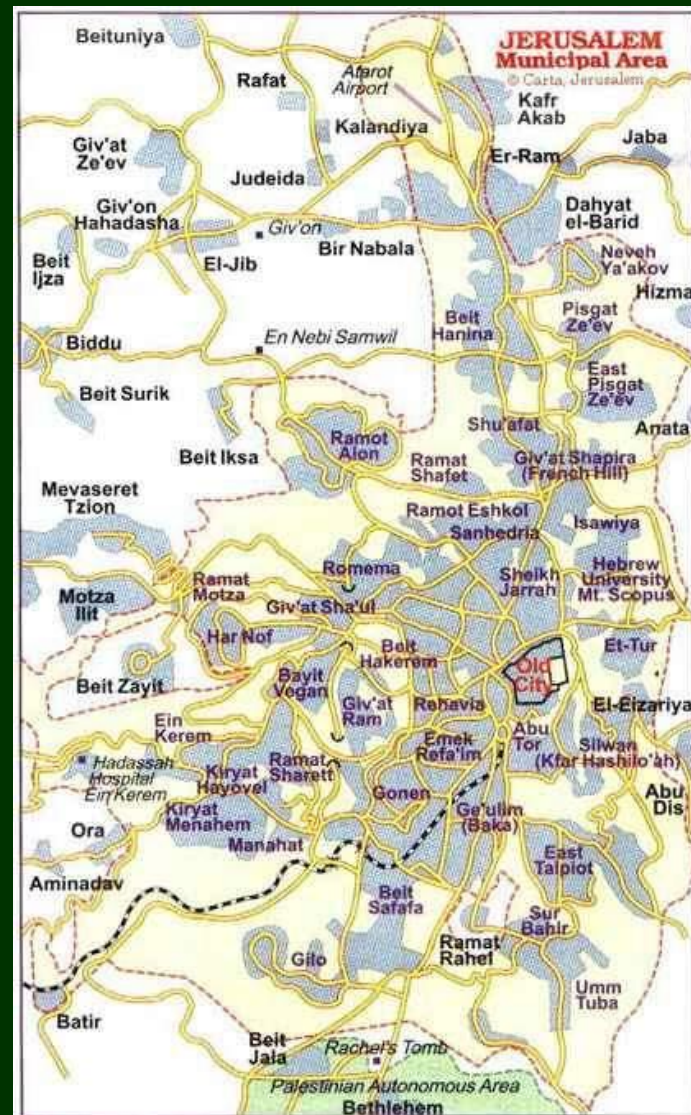 JERUSALEM
Municipal Area
© Carta, Jerusalem
Beituniya
Rafat
Atarot
Airport
Kafr
Akab
Kalandiya
Jaba
Giv'at
Ze'ev
Er-Ram
Judeida
Giv'on
Hahadasha
Dahyat
el-Barid
Giv'on
Bir Nabala
Neveh
Ya'akov
Beit
Ijza
El-Jib
Hizma
Pisgat
Ze'ev
Beit
Hanina
Biddu
En Nebi Samwil
East
Pisgat
Ze'ev
Beit Surik
Shu'afat
Anata
Ramot
Alon
Beit Iksa
Ramat
Shafet
Giv'at Shapira
(French Hill)
Mevaseret
Tzion
Ramot Eshkol
Isawiya
Sanhedria
Romema
Sheikh
Jarrah
Hebrew
University
Mt. Scopus
Motza
Ilit
Ramat
Motza
Giv'at Sha'ul
Har Nof
Beit
Hakerem
Et-Tur
Old
City
Beit Zayit
Bayit
Vegan
Giv'at
Ram
Rehavia
El-Eizariya
Ein
Kerem
Abu
Tor
Silwan
(Kfar Hashilo'ah)
Emek
Refa'im
Hadassah
Hospital
Ein Kerem
Ramat
Sharett
Kiryat
Hayovel
Gonen
Abu
Dis
Kiryat
Menahem
Ge'ulim
(Baka)
Ora
Manahat
East
Talpiot
Aminadav
Beit
Safafa
Sur
Bahir
Ramat
Rahel
Gilo
Umm
Tuba
Batir
Beit
Jala
Rachel's Tomb
Palestinian Autonomous Area
Bethlehem